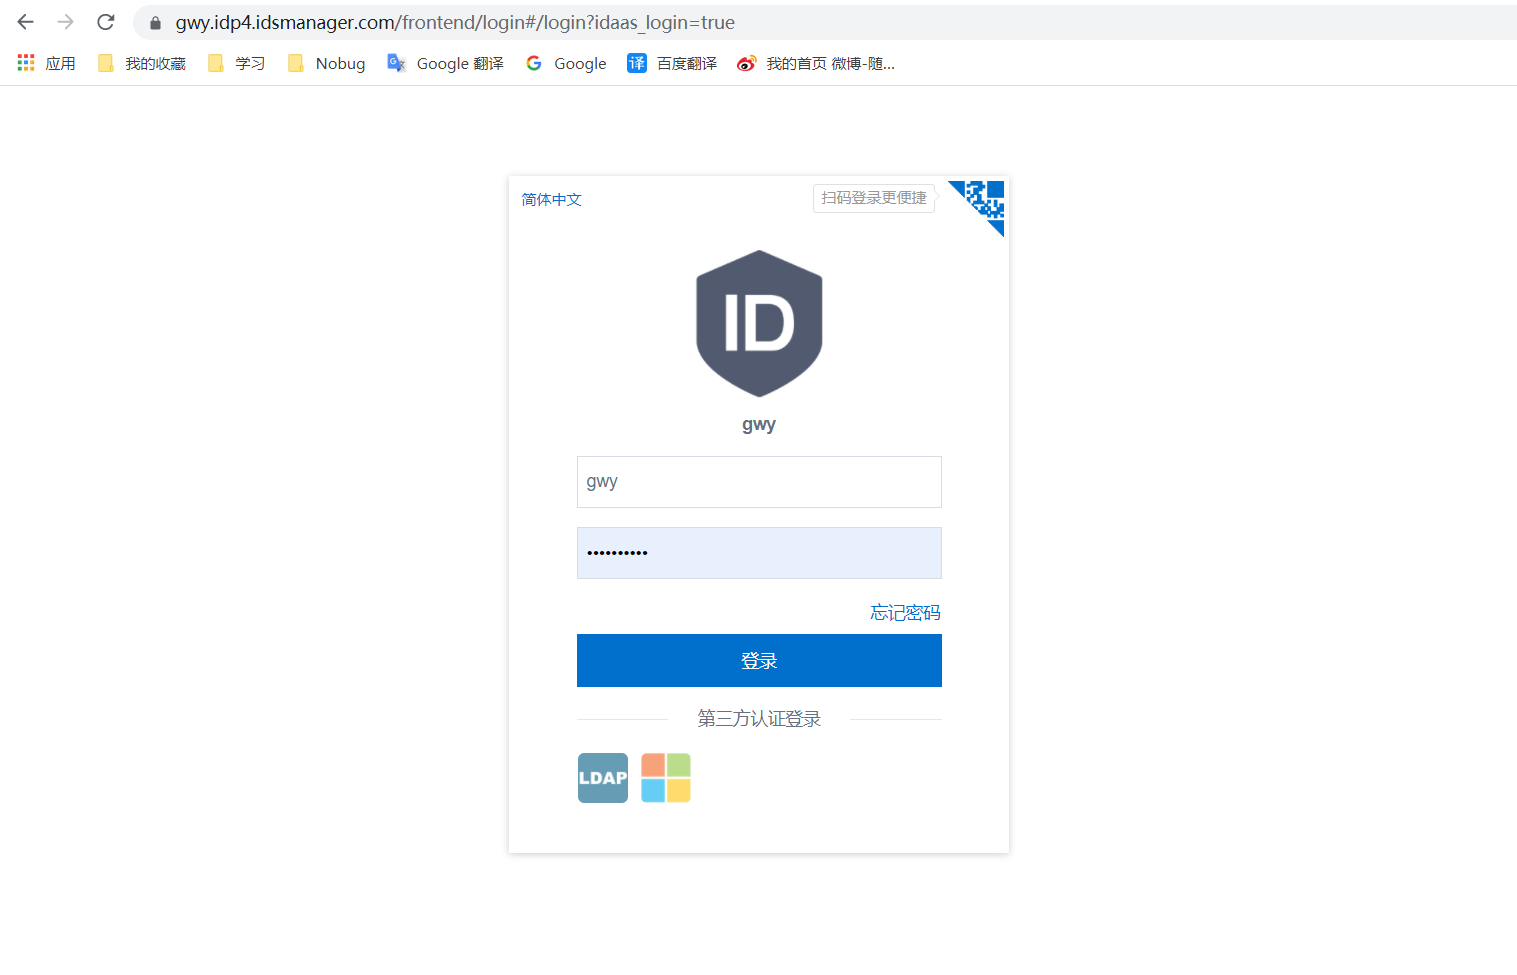 gwy.idp4.idsmanager.com/frontend/login#/login?idaas_login=true
应用 我的收藏 学习 Nobug Google 翻译 Google 百度翻译 我的首页 微博-随...
简体中文 扫码登录更便捷
ID
gwy
gwy
••••••••••
忘记密码
登录
第三方认证登录
LDAP